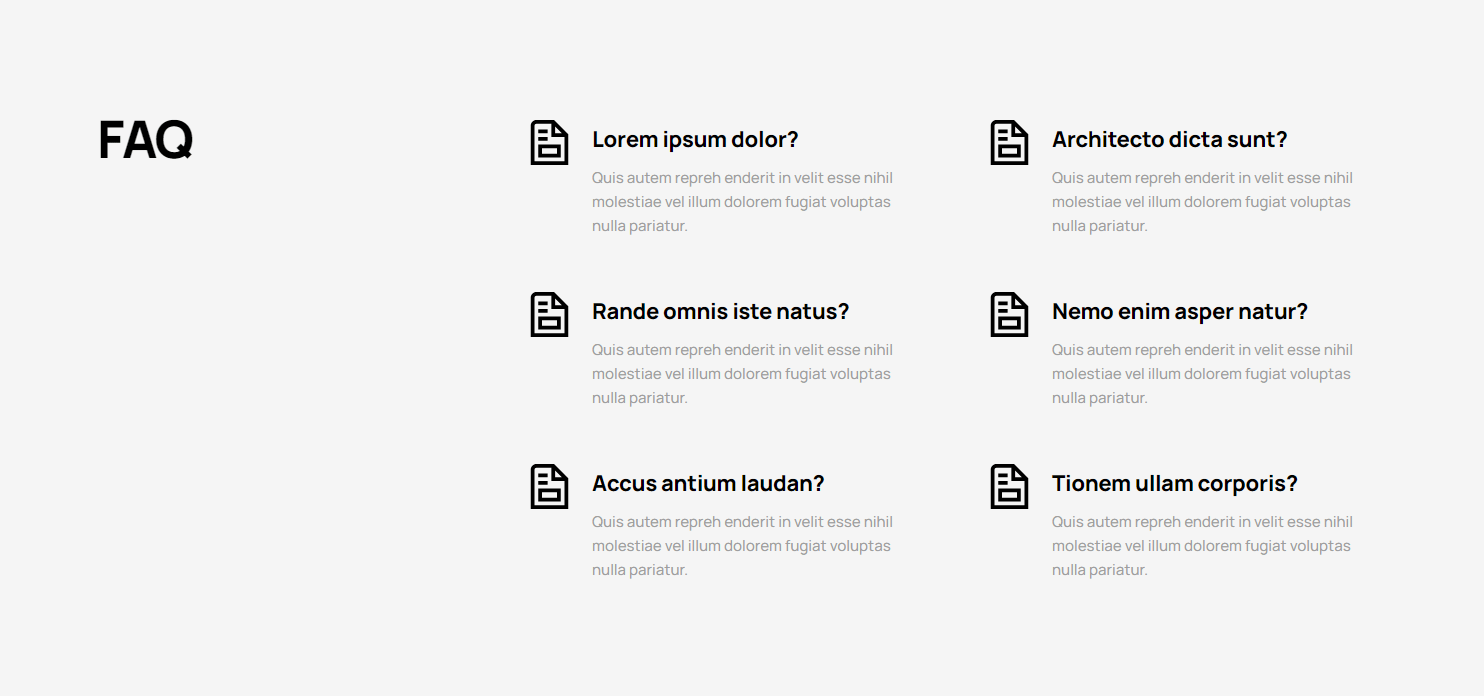 FAQ
Lorem ipsum dolor?
Quis autem repreh enderit in velit esse nihil
molestiae vel illum dolorem fugiat voluptas
nulla pariatur.
Architecto dicta sunt?
Quis autem repreh enderit in velit esse nihil
molestiae vel illum dolorem fugiat voluptas
nulla pariatur.
Rande omnis iste natus?
Quis autem repreh enderit in velit esse nihil
molestiae vel illum dolorem fugiat voluptas
nulla pariatur.
Nemo enim asper natur?
Quis autem repreh enderit in velit esse nihil
molestiae vel illum dolorem fugiat voluptas
nulla pariatur.
Accus antium laudan?
Quis autem repreh enderit in velit esse nihil
molestiae vel illum dolorem fugiat voluptas
nulla pariatur.
Tionem ullam corporis?
Quis autem repreh enderit in velit esse nihil
molestiae vel illum dolorem fugiat voluptas
nulla pariatur.